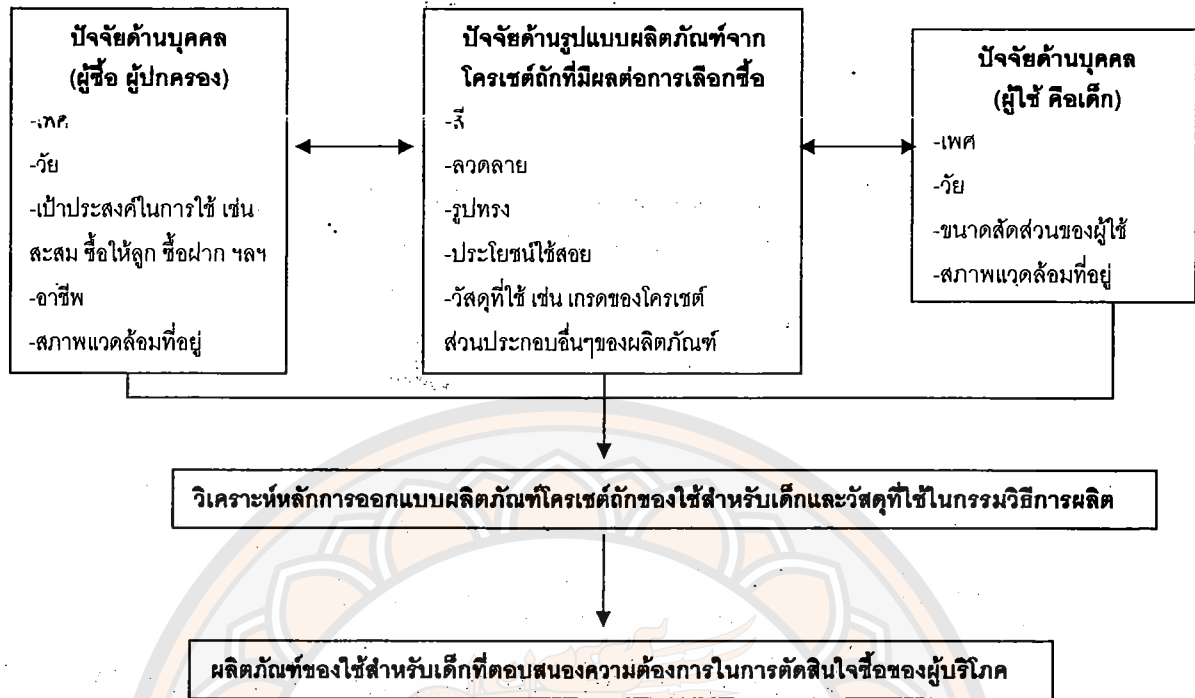 ปัจจัยด้านบุคคล
(ผู้ซื้อ ผู้ปกครอง)
-เพศ
-วัย
-เป้าประสงค์ในการใช้ เช่น
สะสม ซื้อให้ลูก ซื้อฝาก ฯลฯ
-อาชีพ
-สภาพแวดล้อมที่อยู่
ปัจจัยด้านรูปแบบผลิตภัณฑ์จาก
โครเชต์ถักที่มีผลต่อการเลือกซื้อ
-สี
-ลวดลาย
-รูปทรง
-ประโยชน์ใช้สอย
-วัสดุที่ใช้ เช่น เกรดของโครเชต์
ส่วนประกอบอื่นๆของผลิตภัณฑ์
ปัจจัยด้านบุคคล
(ผู้ใช้ คือเด็ก)
-เพศ
-วัย
-ขนาดสัดส่วนของผู้ใช้
-สภาพแวดล้อมที่อยู่
วิเคราะห์หลักการออกแบบผลิตภัณฑ์โครเชต์ถักของใช้สำหรับเด็กและวัสดุที่ใช้ในกรรมวิธีการผลิต
ผลิตภัณฑ์ของใช้สำหรับเด็กที่ตอบสนองความต้องการในการตัดสินใจซื้อของผู้บริโภค